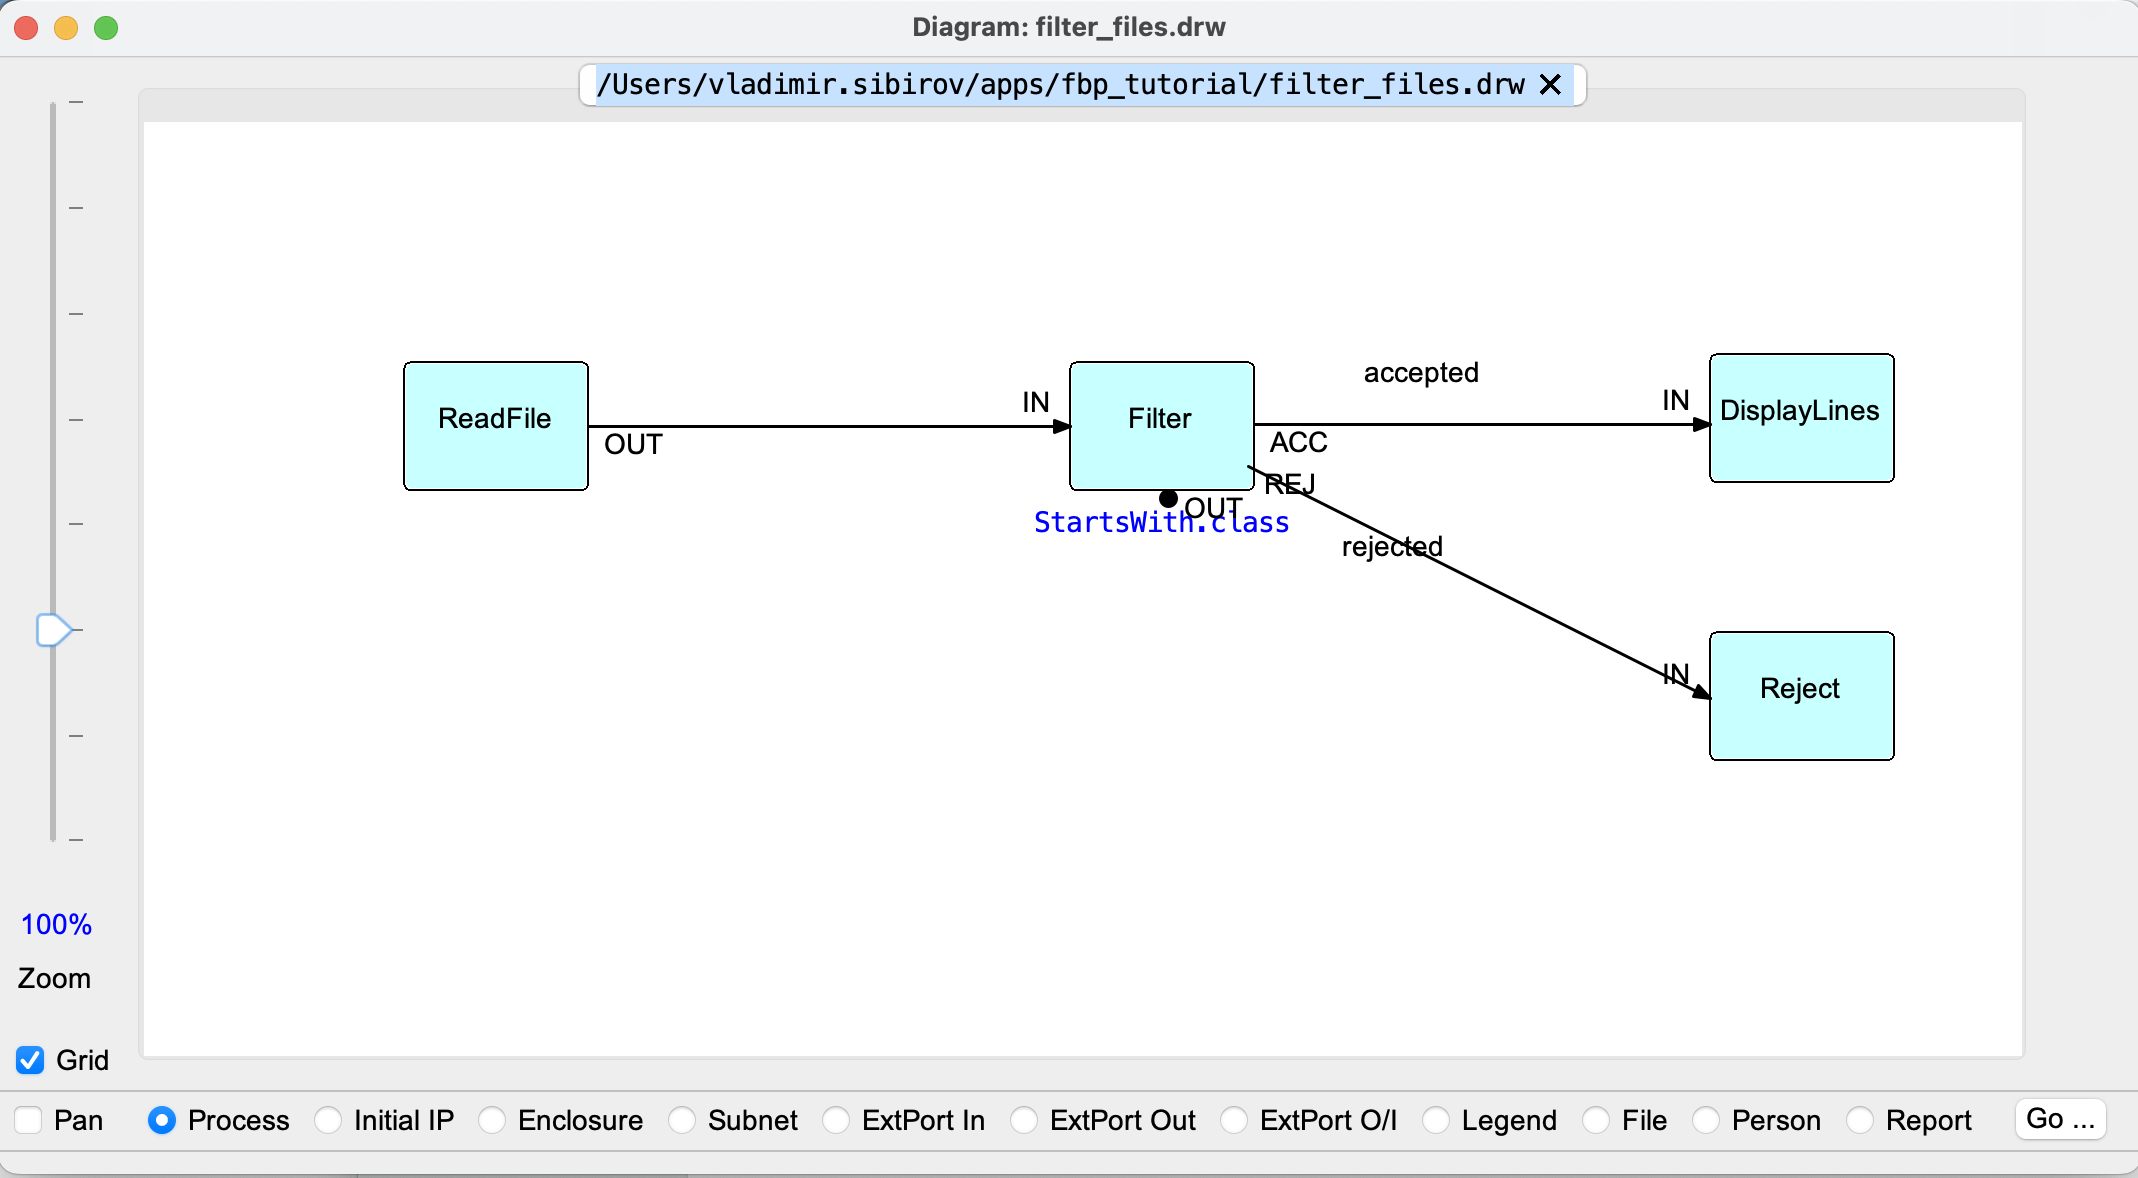 Diagram: filter_files.drw
/Users/vladimir.sibirov/apps/fbp_tutorial/filter_files.drw ✕
accepted
IN
IN
ReadFile
Filter
DisplayLines
OUT
ACC
REJ
OUT
StartsWith.class
rejected
IN
Reject
100%
Zoom
Grid
Pan Process Initial IP Enclosure Subnet ExtPort In ExtPort Out ExtPort O/I Legend File Person Report Go ...